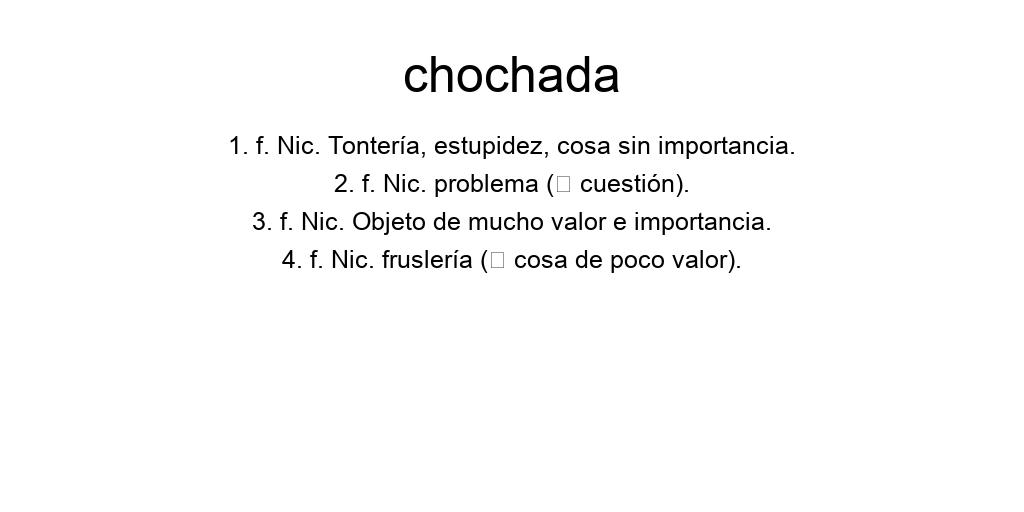 chochada
1. f. Nic. Tontería, estupidez, cosa sin importancia.
2. f. Nic. problema (□ cuestión).
3. f. Nic. Objeto de mucho valor e importancia.
4. f. Nic. fruslería (□ cosa de poco valor).